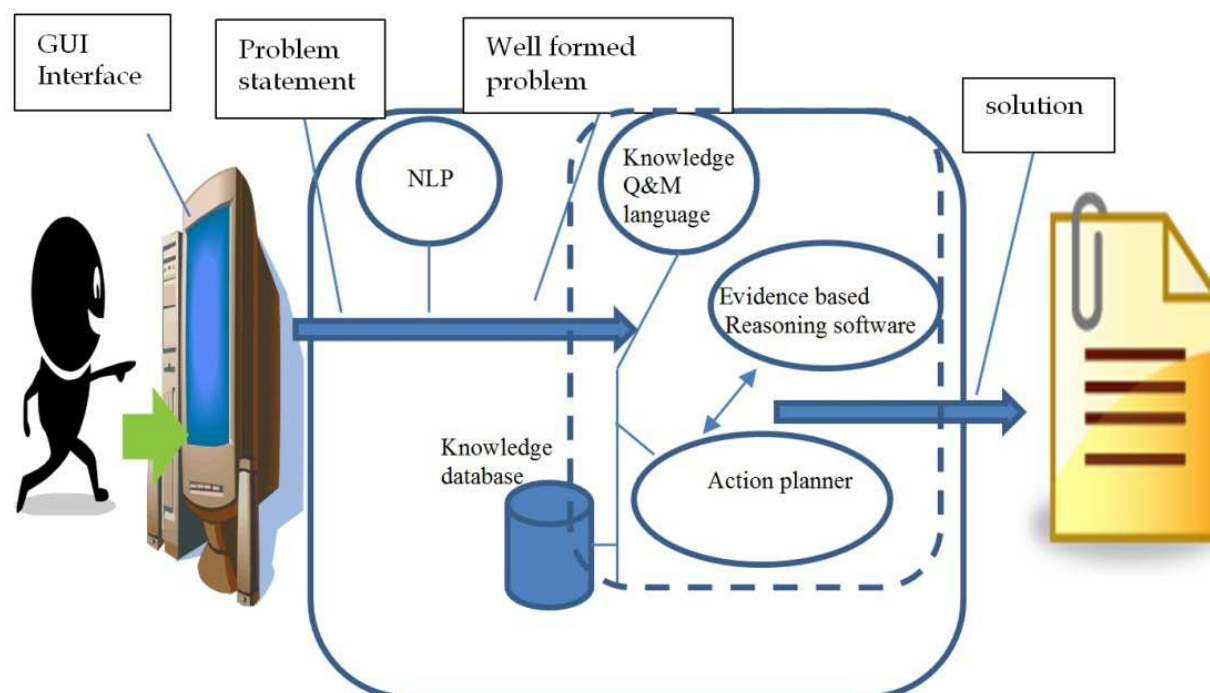 GUI
Interface
Problem
statement
Well formed
problem
solution
NLP
Knowledge
Q&M
language
Evidence based
Reasoning software
Knowledge
database
Action planner